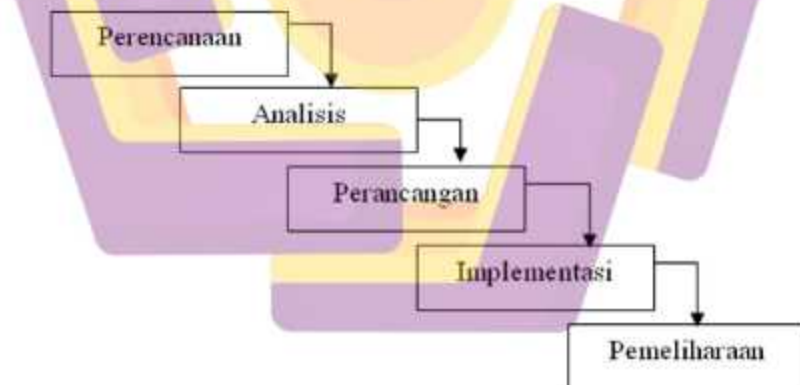 Perencanaan
Analisis
Perancangan
Implementasi
Pemeliharaan